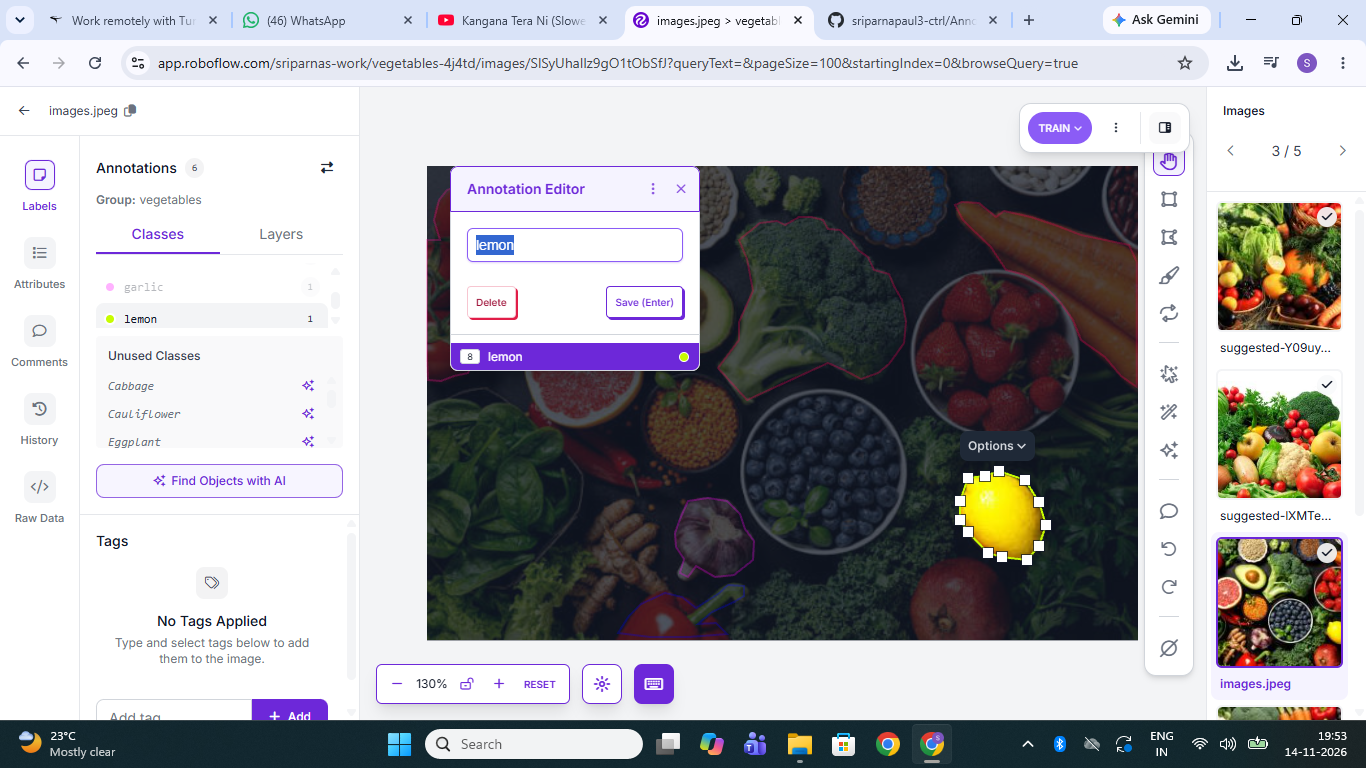 Work remotely with Tu
(46) WhatsApp
Kangana Tera Ni (Slowe
images.jpeg > vegetabl
sriparnapaul3-ctrl/Anno
Ask Gemini
app.roboflow.com/sriparnas-work/vegetables-4j4td/images/SlSyUhaIlz9gO1tObSfJ?queryText=&pageSize=100&startingIndex=0&browseQuery=true
S
images.jpeg
Labels
Attributes
Comments
History
Raw Data
Annotations 6
Group: vegetables
Classes Layers
garlic 1
lemon 1
Unused Classes
Cabbage
Cauliflower
Eggplant
Find Objects with AI
Tags
No Tags Applied
Type and select tags below to add
them to the image.
Add tag
+ Add
Annotation Editor
lemon
Delete Save (Enter)
8 lemon
Options
TRAIN
130% RESET
Images
3 / 5
suggested-Y09uy...
suggested-IXMTe...
images.jpeg
23°C
Mostly clear
Search
ENG
IN
19:53
14-11-2026